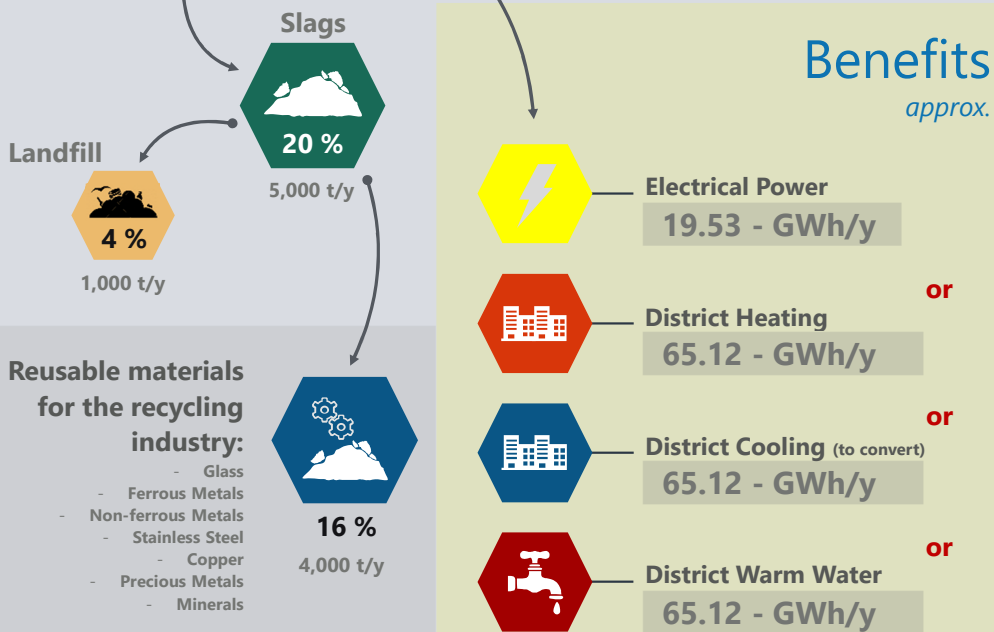 Slags
20 %
5,000 t/y
Landfill
4 %
1,000 t/y
Reusable materials
for the recycling
industry:
- Glass
- Ferrous Metals
- Non-ferrous Metals
- Stainless Steel
- Copper
- Precious Metals
- Minerals
16 %
4,000 t/y
Benefits
approx.
Electrical Power
19.53 - GWh/y
or
District Heating
65.12 - GWh/y
or
District Cooling (to convert)
65.12 - GWh/y
or
District Warm Water
65.12 - GWh/y